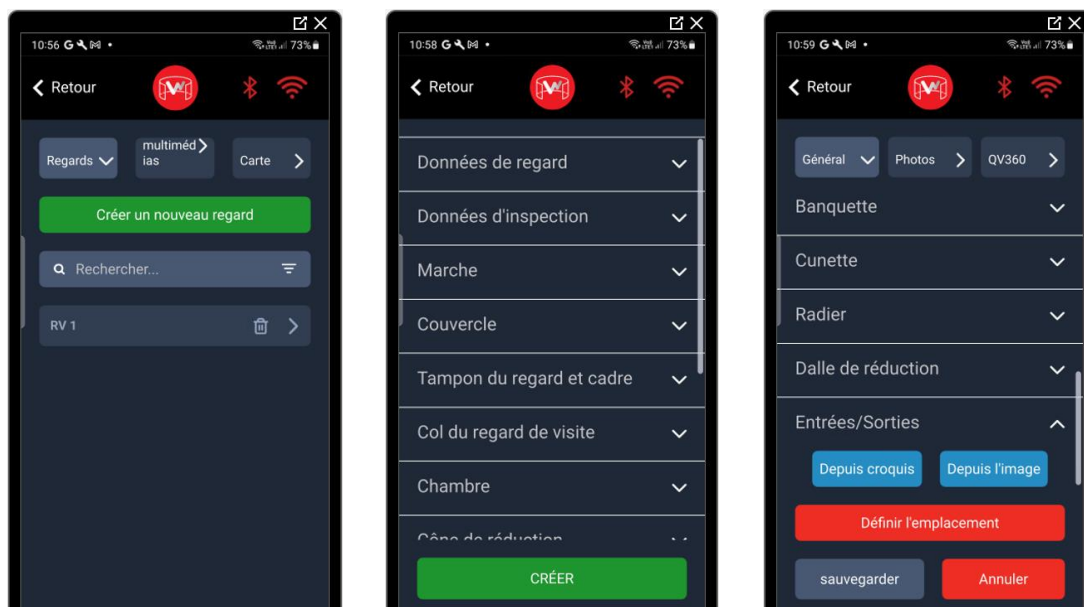 10:56 G 73%
Retour
Regards
multiméd
ias
Carte
Créer un nouveau regard
Rechercher...
RV 1
10:58 G 73%
Retour
Données de regard
Données d'inspection
Marche
Couvercle
Tampon du regard et cadre
Col du regard de visite
Chambre
Cône de réduction
CRÉER
10:59 G 73%
Retour
Général
Photos
QV360
Banquette
Cunette
Radier
Dalle de réduction
Entrées/Sorties
Depuis croquis
Depuis l'image
Définir l'emplacement
sauvegarder
Annuler